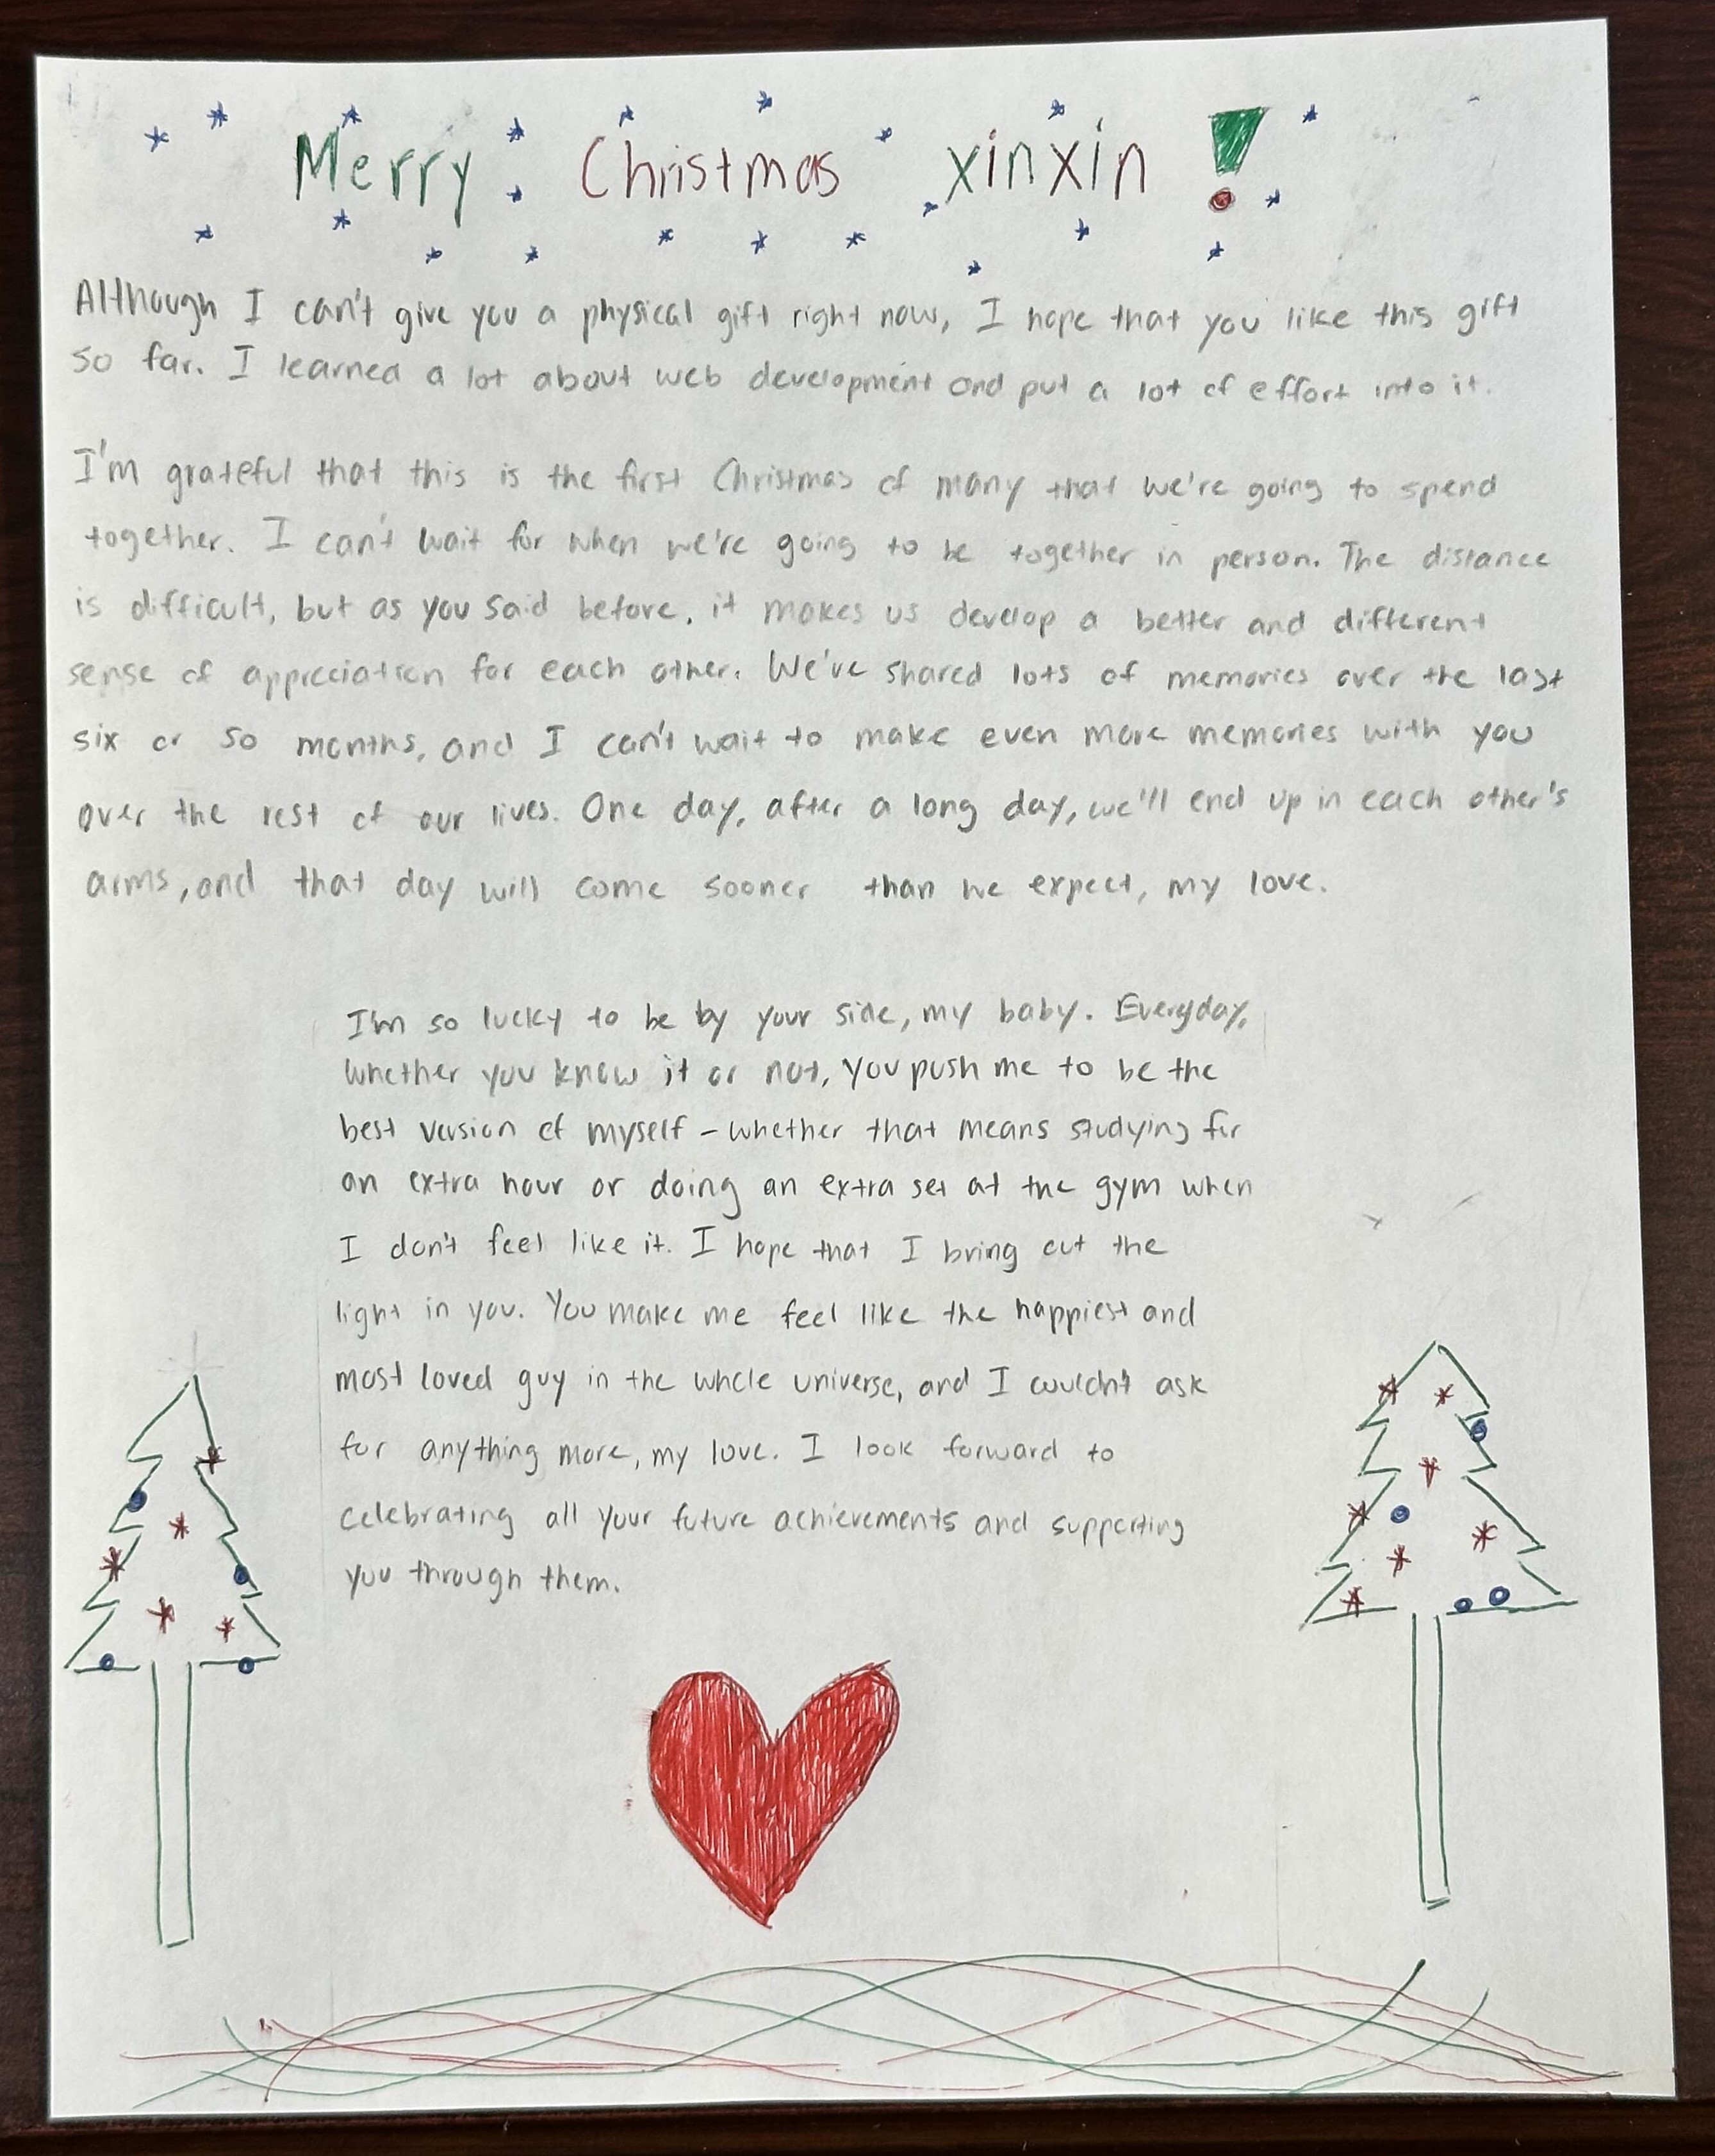 Merry Christmas xinxin !
Although I can't give you a physical gift right now, I hope that you like this gift
so far. I learned a lot about web development and put a lot of effort into it.
I'm grateful that this is the first Christmas of many that we're going to spend
together. I can't wait for when we're going to be together in person. The distance
is difficult, but as you said before, it makes us develop a better and different
sense of appreciation for each other. We've shared lots of memories over the last
six or so months, and I can't wait to make even more memories with you
over the rest of our lives. One day, after a long day, we'll end up in each other's
arms, and that day will come sooner than we expect, my love.
I'm so lucky to be by your side, my baby. Everyday,
whether you know it or not, you push me to be the
best version of myself - whether that means studying for
an extra hour or doing an extra set at the gym when
I don't feel like it. I hope that I bring out the
light in you. You make me feel like the happiest and
most loved guy in the whole universe, and I couldn't ask
for anything more, my love. I look forward to
celebrating all your future achievements and supporting
you through them.